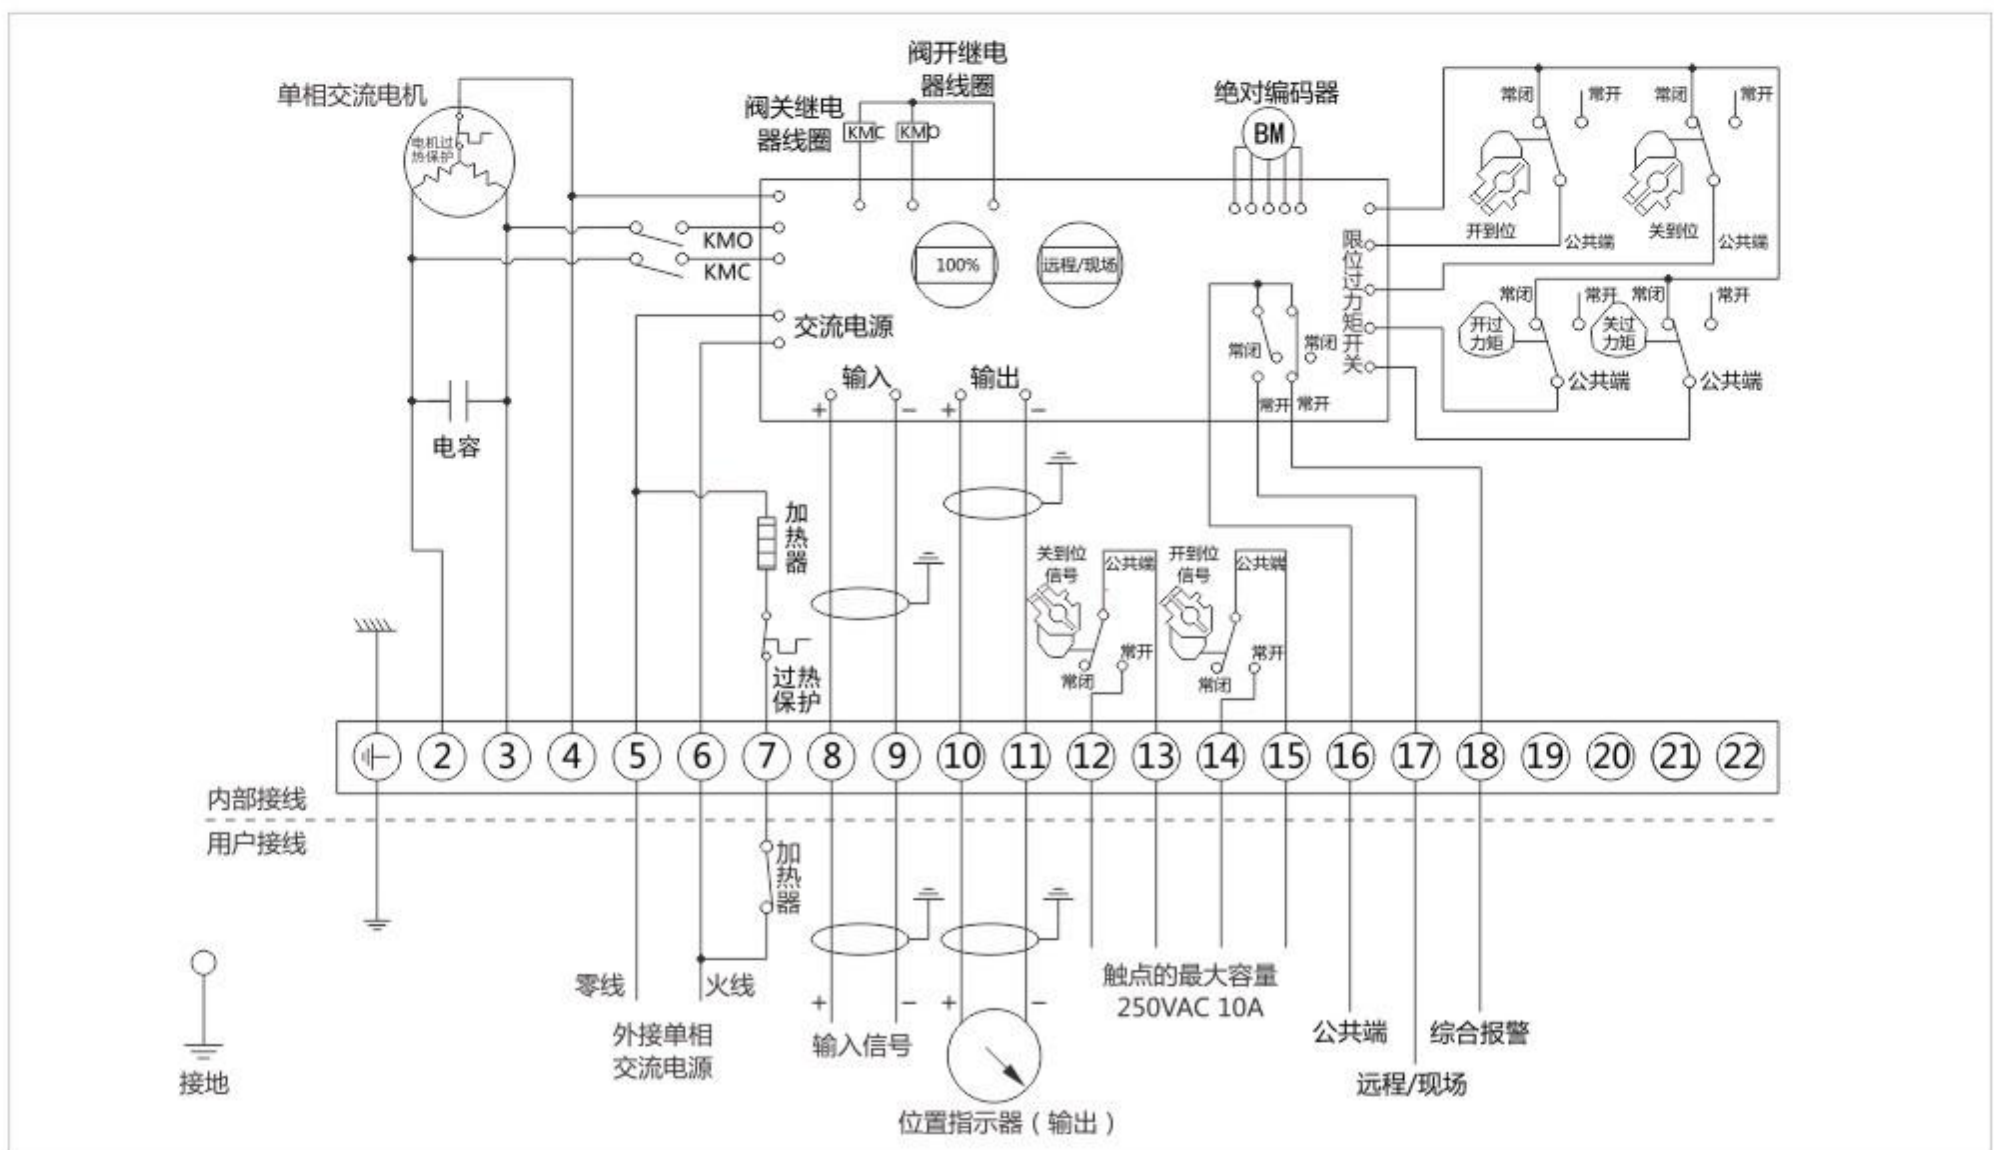 阀开继电
器线圈
单相交流电机
阀关继电
器线圈
KMC
KMO
绝对编码器
BM
常闭
常开
常闭
常开
电机过
热保护
开到位
公共端
关到位
公共端
KMO
KMC
100%
远程/现场
限位过力矩开关
交流电源
常闭
常开
常闭
常开
开过
力矩
关过
力矩
公共端
公共端
常闭
常闭
常开
常开
输入
输出
+
−
+
−
电容
加热器
过热
保护
关到位
信号
公共端
常开
常闭
开到位
信号
公共端
常开
常闭
2 3 4 5 6 7 8 9 10 11 12 13 14 15 16 17 18 19 20 21 22
内部接线
用户接线
加热器
零线
火线
外接单相
交流电源
+
−
输入信号
+
−
位置指示器（输出）
触点的最大容量
250VAC 10A
公共端
综合报警
远程/现场
接地